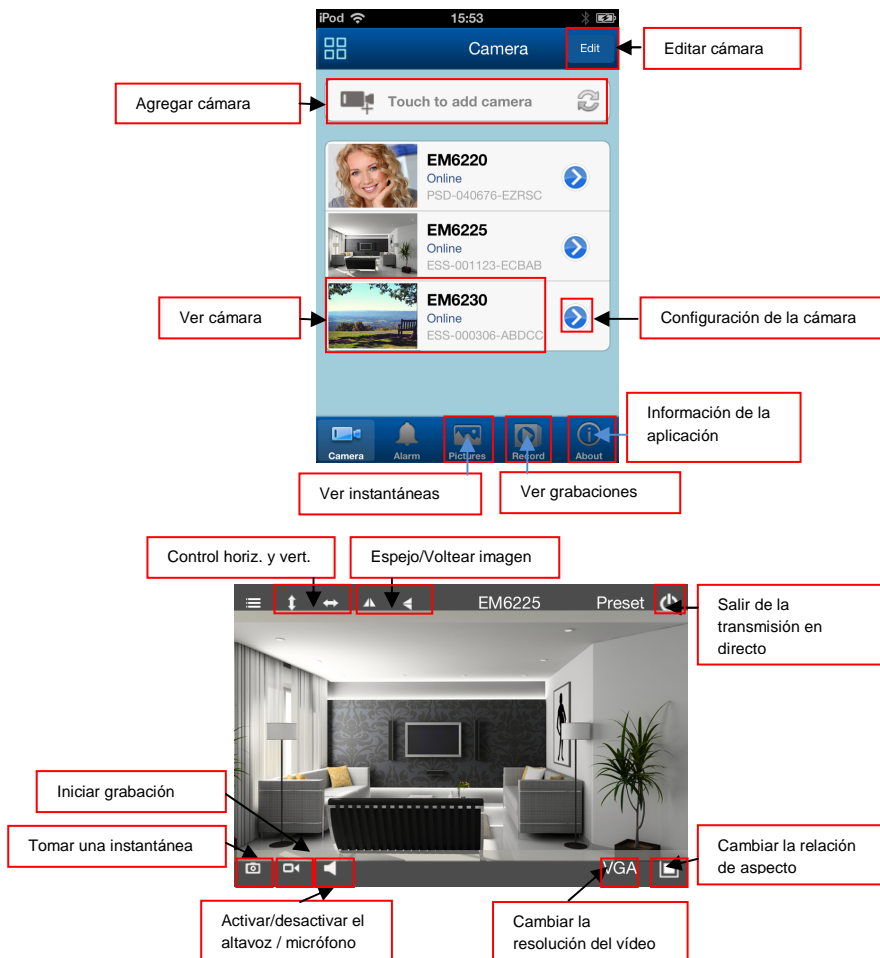 iPod 15:53
Camera
Edit
Editar cámara
Agregar cámara
Touch to add camera
EM6220
Online
PSD-040676-EZRSC
EM6225
Online
ESS-001123-ECBAB
Ver cámara
EM6230
Online
ESS-000306-ABDCC
Configuración de la cámara
Información de la
aplicación
Camera
Alarm
Pictures
Record
About
Ver instantáneas
Ver grabaciones
Control horiz. y vert.
Espejo/Voltear imagen
EM6225
Preset
Salir de la
transmisión en
directo
Iniciar grabación
Tomar una instantánea
Cambiar la relación
de aspecto
VGA
Activar/desactivar el
altavoz / micrófono
Cambiar la
resolución del vídeo